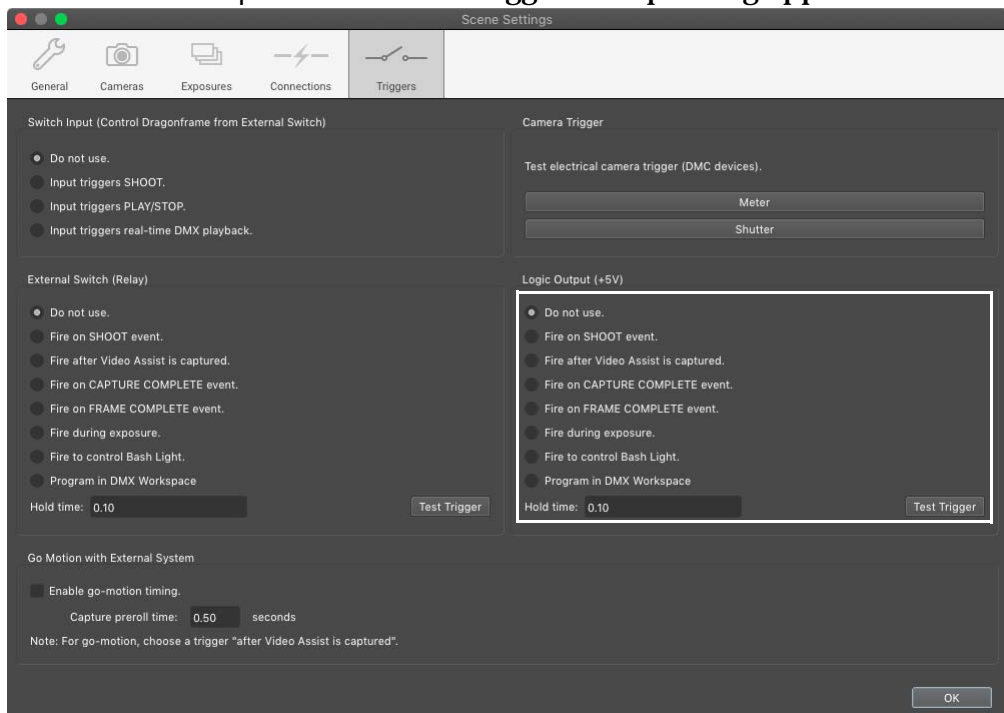 Scene Settings
General Cameras Exposures Connections Triggers
Switch Input (Control Dragonframe from External Switch)
Do not use.
Input triggers SHOOT.
Input triggers PLAY/STOP.
Input triggers real-time DMX playback.
Camera Trigger
Test electrical camera trigger (DMC devices).
Meter
Shutter
External Switch (Relay)
Do not use.
Fire on SHOOT event.
Fire after Video Assist is captured.
Fire on CAPTURE COMPLETE event.
Fire on FRAME COMPLETE event.
Fire during exposure.
Fire to control Bash Light.
Program in DMX Workspace
Hold time: 0.10 Test Trigger
Logic Output (+5V)
Do not use.
Fire on SHOOT event.
Fire after Video Assist is captured.
Fire on CAPTURE COMPLETE event.
Fire on FRAME COMPLETE event.
Fire during exposure.
Fire to control Bash Light.
Program in DMX Workspace
Hold time: 0.10 Test Trigger
Go Motion with External System
Enable go-motion timing.
Capture preroll time: 0.50 seconds
Note: For go-motion, choose a trigger "after Video Assist is captured".
OK